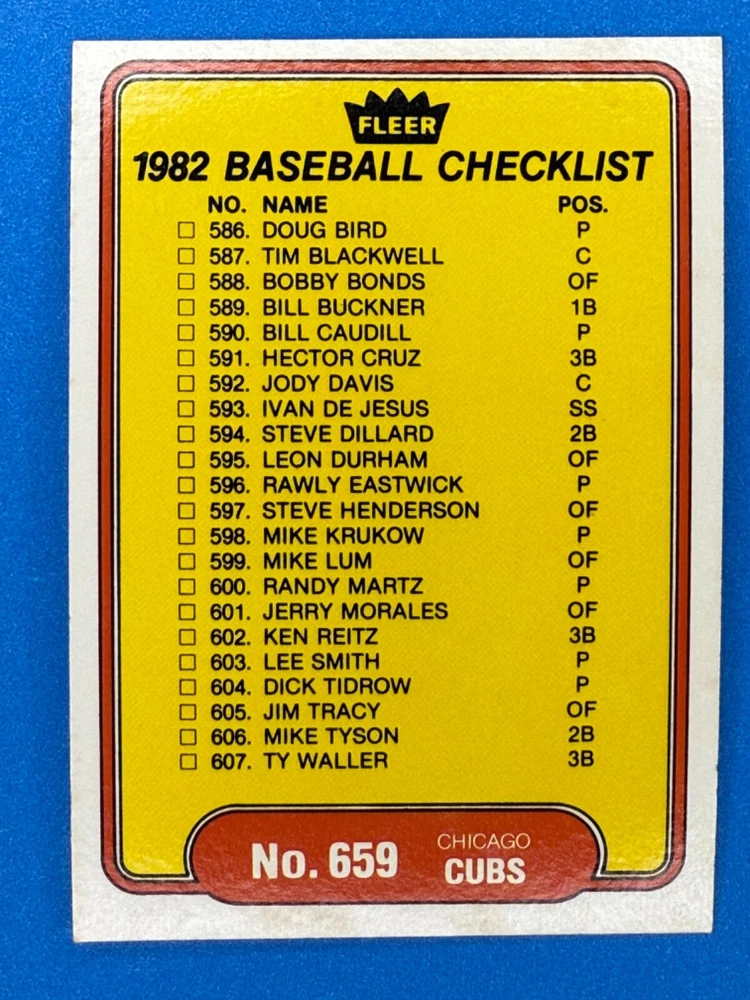 FLEER
1982 BASEBALL CHECKLIST
NO. NAME POS.
586. DOUG BIRD P
587. TIM BLACKWELL C
588. BOBBY BONDS OF
589. BILL BUCKNER 1B
590. BILL CAUDILL P
591. HECTOR CRUZ 3B
592. JODY DAVIS C
593. IVAN DE JESUS SS
594. STEVE DILLARD 2B
595. LEON DURHAM OF
596. RAWLY EASTWICK P
597. STEVE HENDERSON OF
598. MIKE KRUKOW P
599. MIKE LUM OF
600. RANDY MARTZ P
601. JERRY MORALES OF
602. KEN REITZ 3B
603. LEE SMITH P
604. DICK TIDROW P
605. JIM TRACY OF
606. MIKE TYSON 2B
607. TY WALLER 3B
No. 659
CHICAGO
CUBS